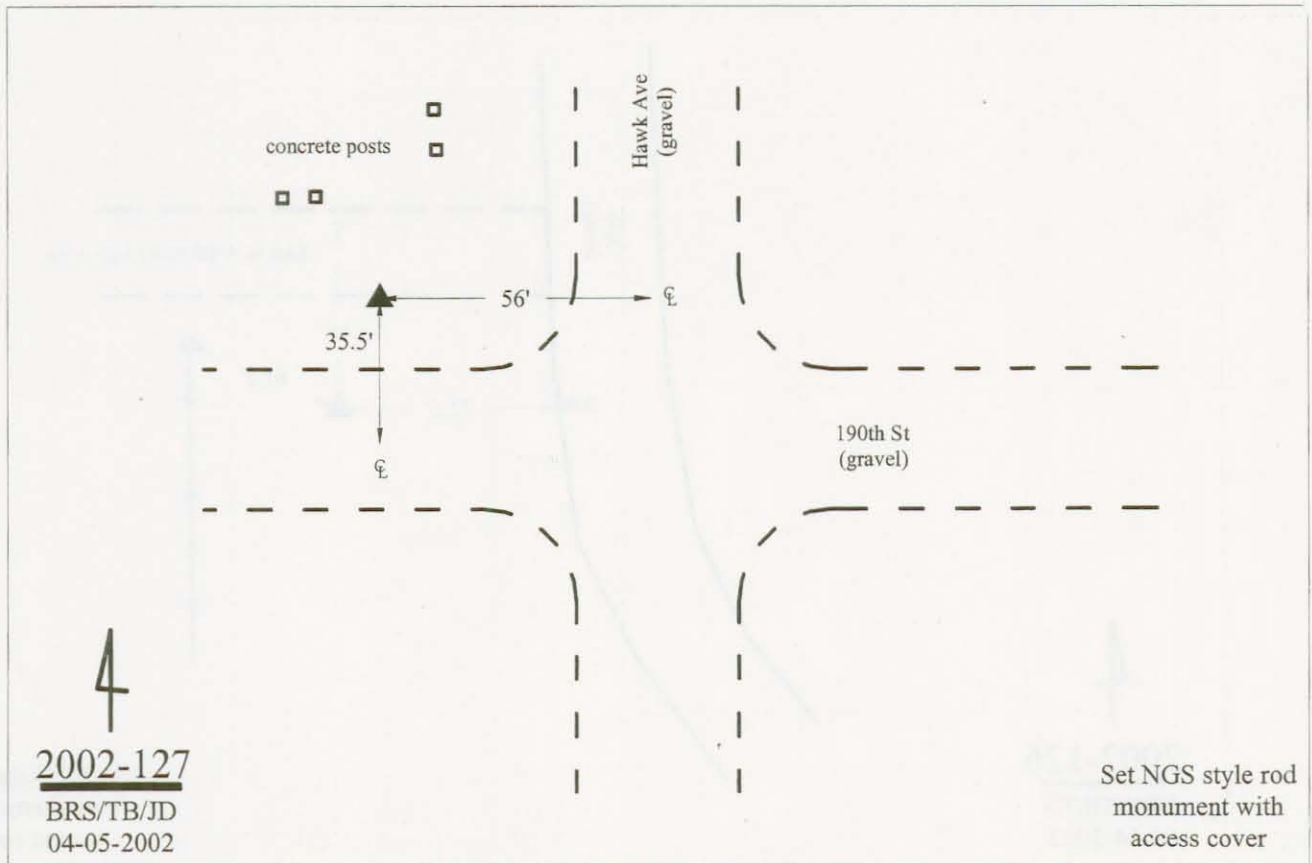 Hawk Ave
(gravel)
concrete posts
56'
℄
35.5'
℄
190th St
(gravel)
2002-127
BRS/TB/JD
04-05-2002
Set NGS style rod
monument with
access cover